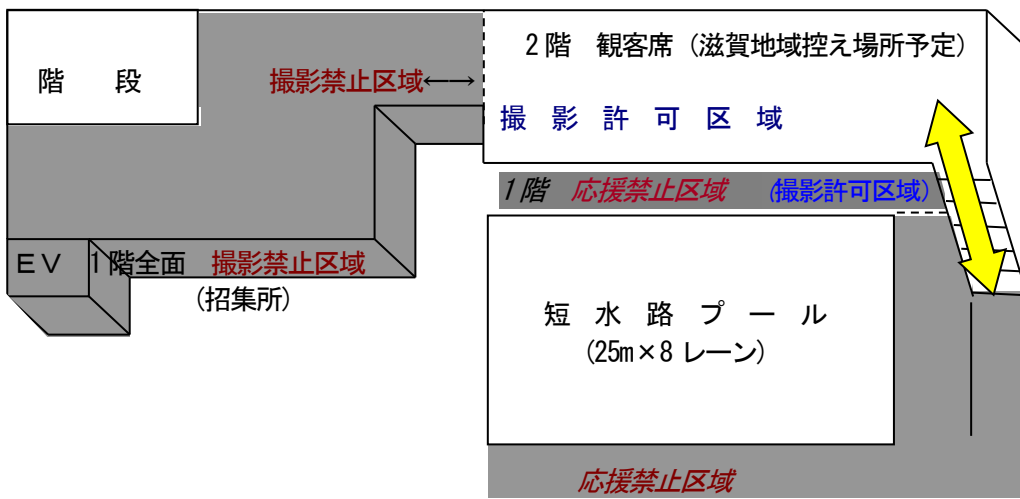 2階 観客席（滋賀地域控え場所予定）
階 段
撮影禁止区域←→
撮 影 許 可 区 域
1階 応援禁止区域 (撮影許可区域)
EV 1階全面 撮影禁止区域
(招集所)
短 水 路 プ ー ル
(25m×8 レーン)
応援禁止区域